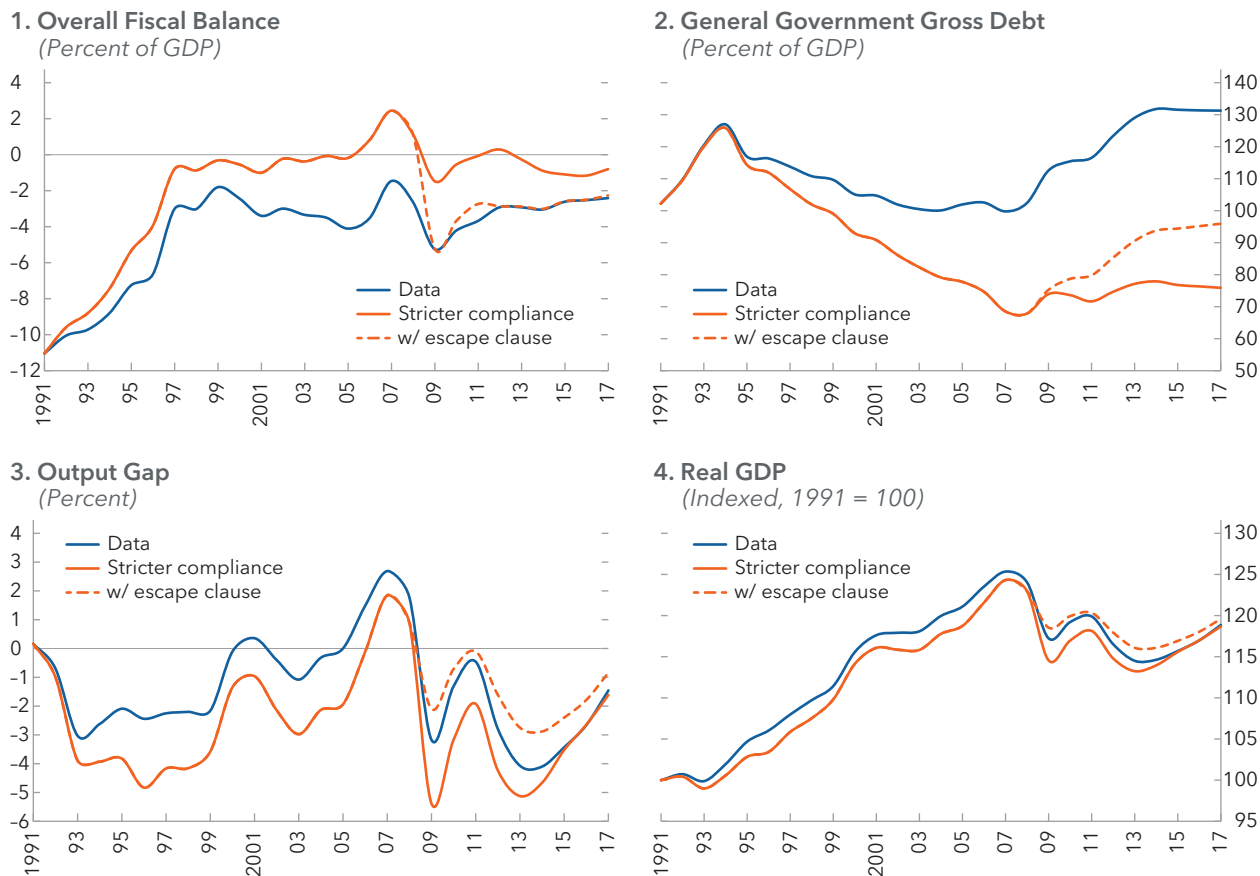 1. Overall Fiscal Balance
(Percent of GDP)
4
2
0
–2
–4
–6
–8
–10
–12
Data
Stricter compliance
w/ escape clause
1991 93 95 97 99 2001 03 05 07 09 11 13 15 17
2. General Government Gross Debt
(Percent of GDP)
140
130
120
110
100
90
80
70
60
50
Data
Stricter compliance
w/ escape clause
1991 93 95 97 99 2001 03 05 07 09 11 13 15 17
3. Output Gap
(Percent)
4
3
2
1
0
–1
–2
–3
–4
–5
–6
Data
Stricter compliance
w/ escape clause
1991 93 95 97 99 2001 03 05 07 09 11 13 15 17
4. Real GDP
(Indexed, 1991 = 100)
130
125
120
115
110
105
100
95
Data
Stricter compliance
w/ escape clause
1991 93 95 97 99 2001 03 05 07 09 11 13 15 17